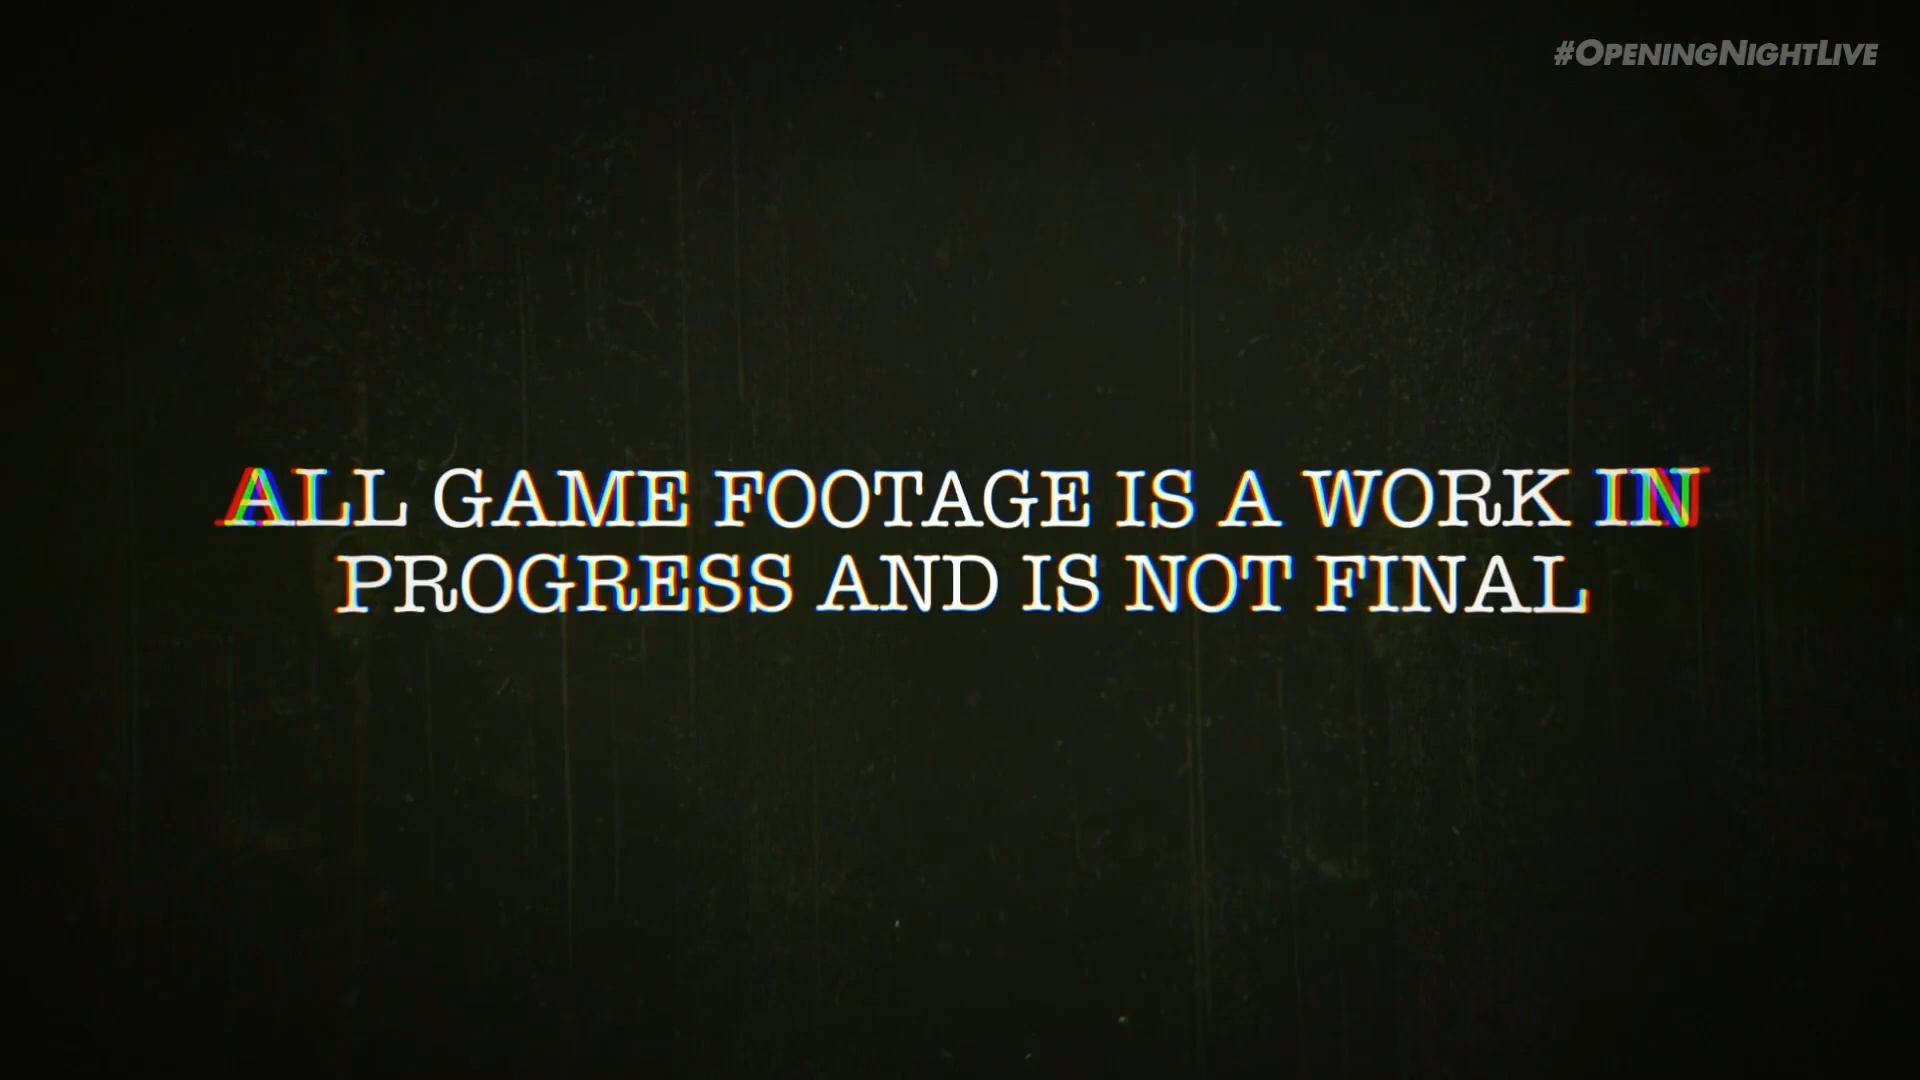 #OpeningNightLive
ALL GAME FOOTAGE IS A WORK IN
PROGRESS AND IS NOT FINAL